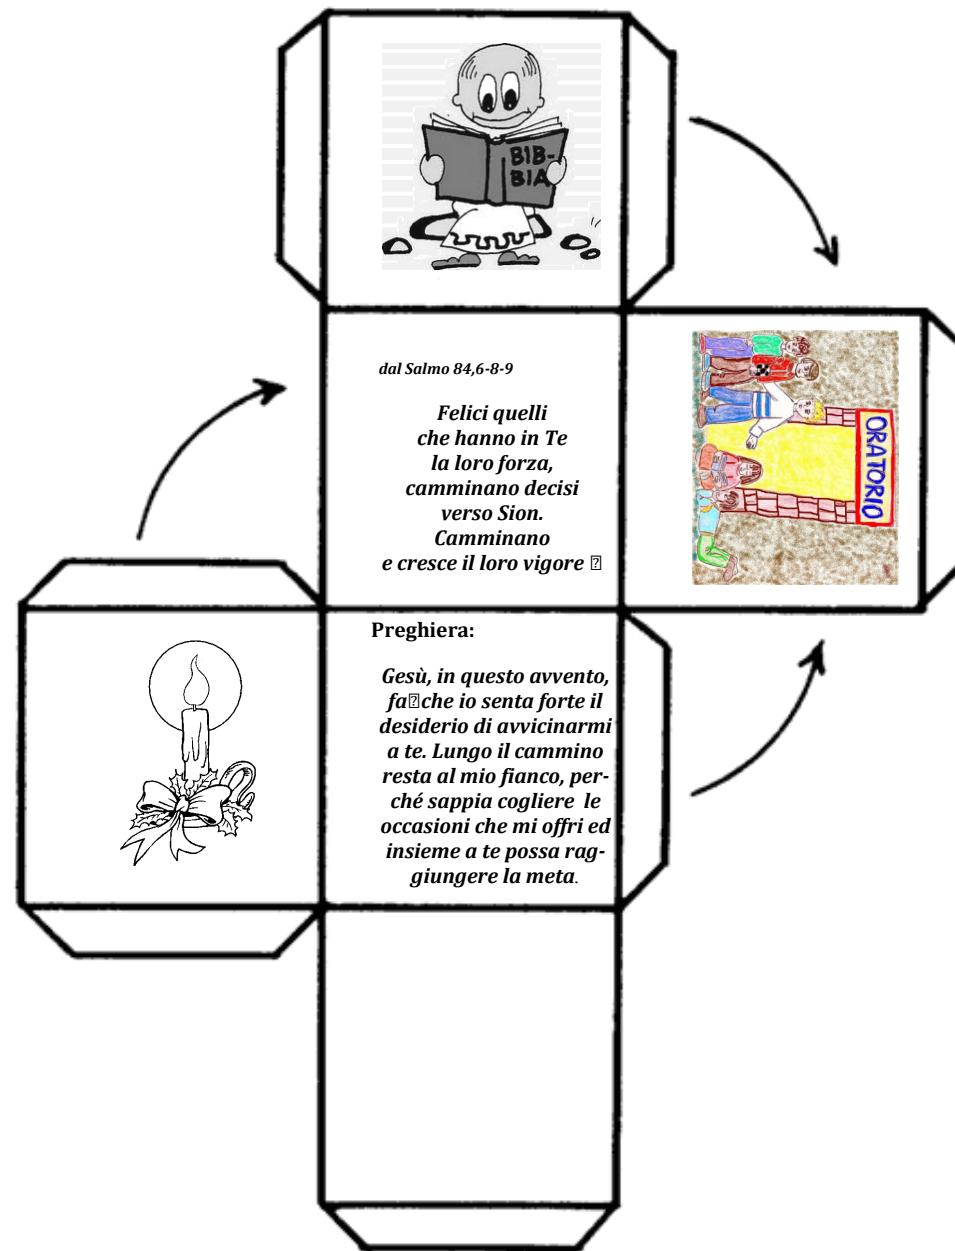 BIB-
BIA
dal Salmo 84,6-8-9
Felici quelli
che hanno in Te
la loro forza,
camminano decisi
verso Sion.
Camminano
e cresce il loro vigore
ORATORIO
Preghiera:
Gesù, in questo avvento,
fa che io senta forte il
desiderio di avvicinarmi
a te. Lungo il cammino
resta al mio fianco, per-
ché sappia cogliere le
occasioni che mi offri ed
insieme a te possa rag-
giungere la meta.